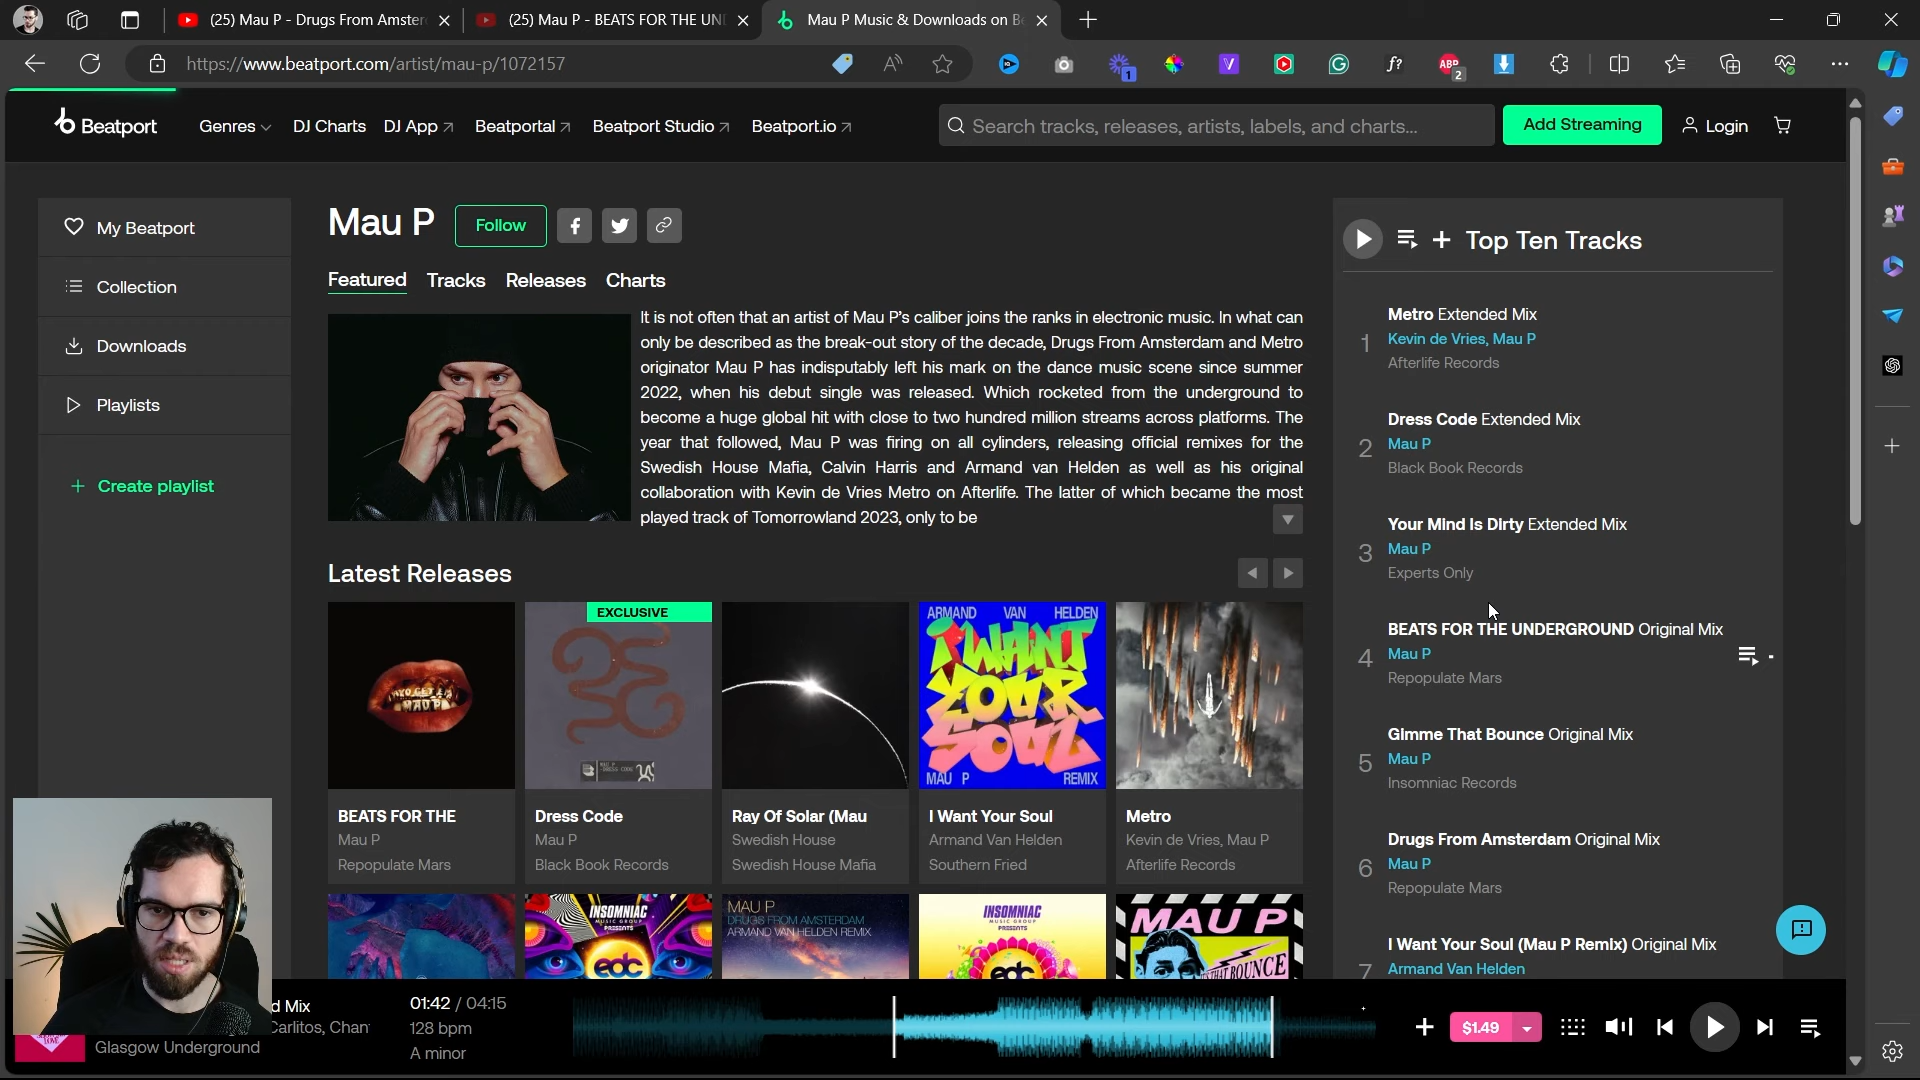 (25) Mau P - Drugs From Amster
(25) Mau P - BEATS FOR THE UN
Mau P Music & Downloads on B
https://www.beatport.com/artist/mau-p/1072157
ABP
2
1
f?
Beatport
Genres
DJ Charts
DJ App
Beatportal
Beatport Studio
Beatport.io
Search tracks, releases, artists, labels, and charts...
Add Streaming
Login
My Beatport
Collection
Downloads
Playlists
Create playlist
Mau P
Follow
Featured
Tracks
Releases
Charts
It is not often that an artist of Mau P's caliber joins the ranks in electronic music. In what can
only be described as the break-out story of the decade, Drugs From Amsterdam and Metro
originator Mau P has indisputably left his mark on the dance music scene since summer
2022, when his debut single was released. Which rocketed from the underground to
become a huge global hit with close to two hundred million streams across platforms. The
year that followed, Mau P was firing on all cylinders, releasing official remixes for the
Swedish House Mafia, Calvin Harris and Armand van Helden as well as his original
collaboration with Kevin de Vries Metro on Afterlife. The latter of which became the most
played track of Tomorrowland 2023, only to be
Latest Releases
EXCLUSIVE
ARMAND VAN HELDEN
I WANT
YOUR
SOUL
MAU P REMIX
BEATS FOR THE
Mau P
Repopulate Mars
Dress Code
Mau P
Black Book Records
Ray Of Solar (Mau
Swedish House
Swedish House Mafia
I Want Your Soul
Armand Van Helden
Southern Fried
Metro
Kevin de Vries, Mau P
Afterlife Records
INSOMNIAC
MUSIC GROUP
PRESENTS
edc
MAU P
DRUGS FROM AMSTERDAM
ARMAND VAN HELDEN REMIX
INSOMNIAC
MUSIC GROUP
PRESENTS
edc
MAU P
THAT BOUNCE
Top Ten Tracks
1
Metro Extended Mix
Kevin de Vries, Mau P
Afterlife Records
2
Dress Code Extended Mix
Mau P
Black Book Records
3
Your Mind Is Dirty Extended Mix
Mau P
Experts Only
4
BEATS FOR THE UNDERGROUND Original Mix
Mau P
Repopulate Mars
5
Gimme That Bounce Original Mix
Mau P
Insomniac Records
6
Drugs From Amsterdam Original Mix
Mau P
Repopulate Mars
7
I Want Your Soul (Mau P Remix) Original Mix
Armand Van Helden
d Mix
Carlitos, Chan
Glasgow Underground
01:42 / 04:15
128 bpm
A minor
$1.49